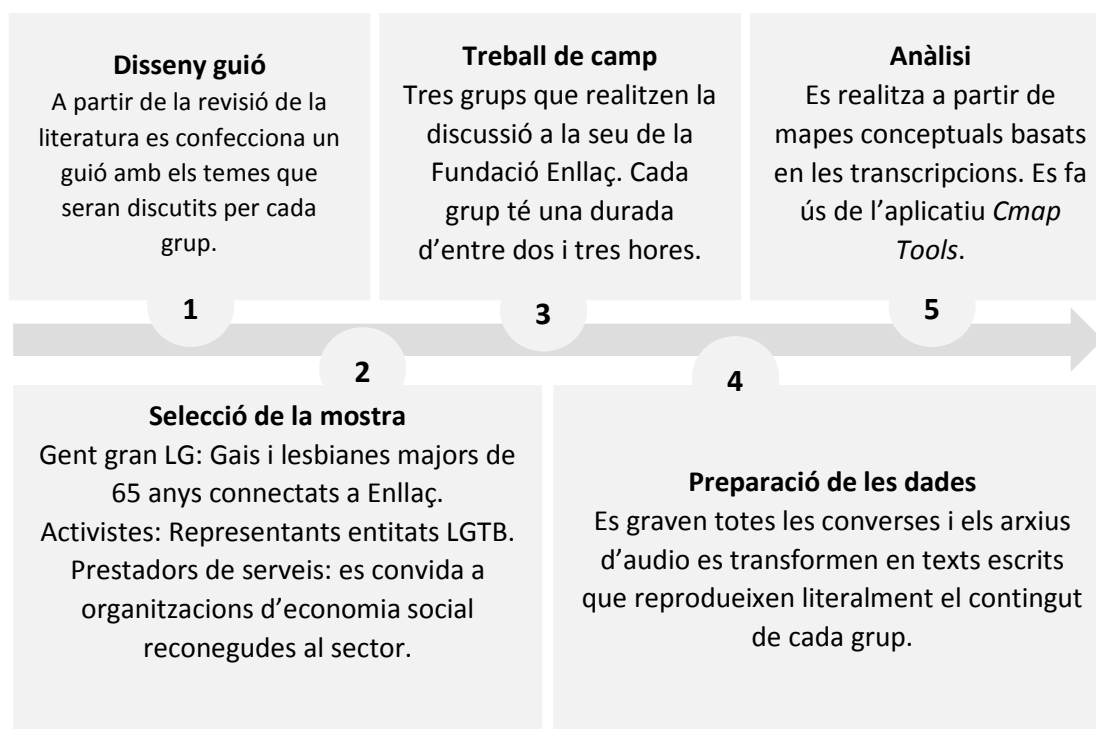 Disseny guió
A partir de la revisió de la
literatura es confecciona un
guió amb els temes que
seran discutits per cada
grup.
1
Selecció de la mostra
Gent gran LG: Gais i lesbianes majors de
65 anys connectats a Enllaç.
Activistes: Representants entitats LGTB.
Prestadors de serveis: es convida a
organitzacions d’economia social
reconegudes al sector.
2
Treball de camp
Tres grups que realitzen la
discussió a la seu de la
Fundació Enllaç. Cada
grup té una durada
d’entre dos i tres hores.
3
Preparació de les dades
Es graven totes les converses i els arxius
d’audio es transformen en texts escrits
que reprodueixen literalment el contingut
de cada grup.
4
Anàlisi
Es realitza a partir de
mapes conceptuals basats
en les transcripcions. Es fa
ús de l’aplicatiu Cmap
Tools.
5